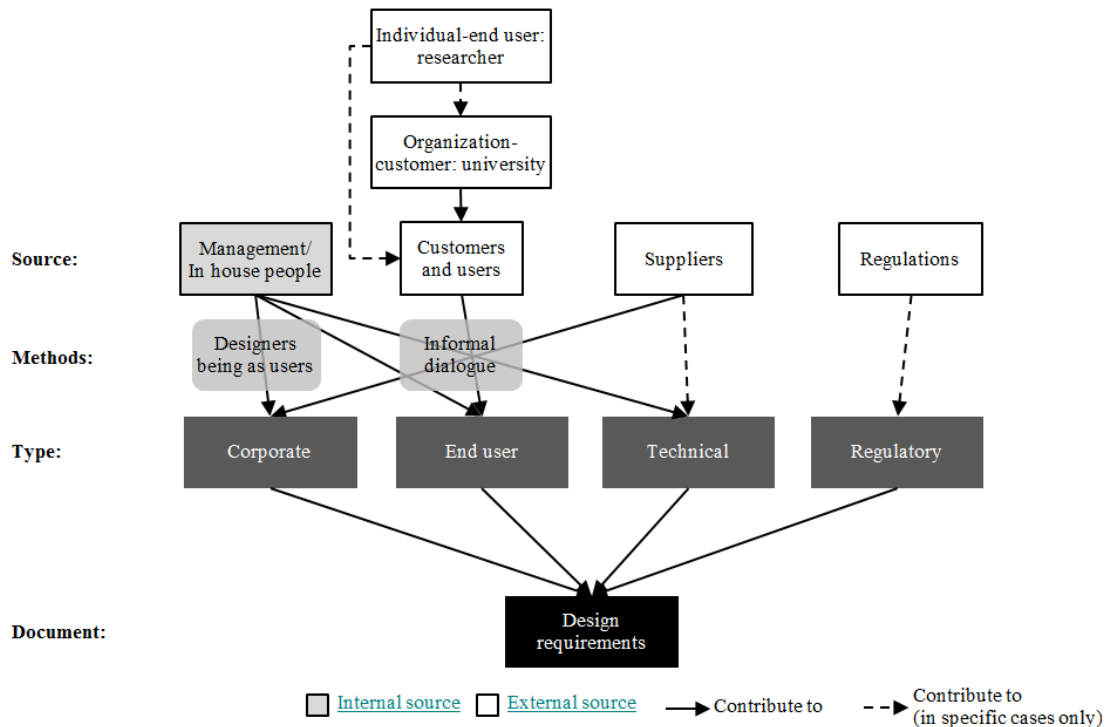 Individual-end user:
researcher
Organization-
customer: university
Source:
Management/
In house people
Customers
and users
Suppliers
Regulations
Methods:
Designers
being as users
Informal
dialogue
Type:
Corporate
End user
Technical
Regulatory
Document:
Design
requirements
Internal source
External source
Contribute to
Contribute to
(in specific cases only)